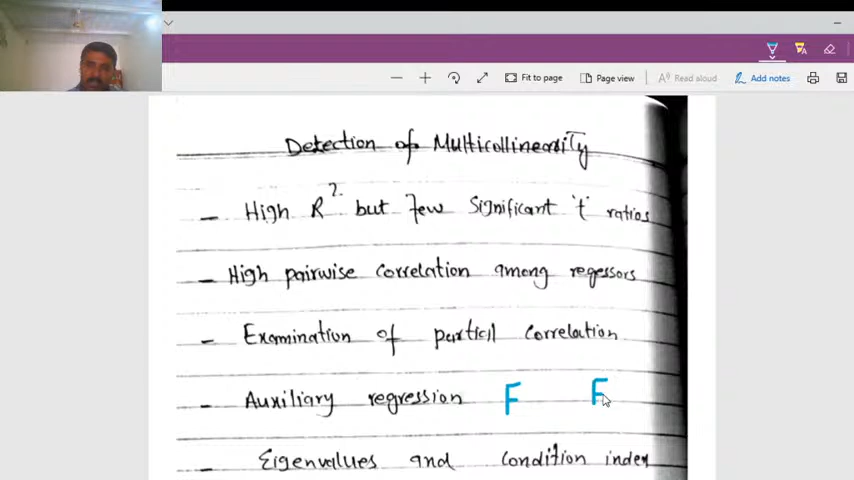 Fit to page
Page view
Read aloud
Add notes
Detection of Multicollinearity
- High R² but Few Significant 't' ratios
- High pairwise correlation among regessors
- Examination of partial correlation
- Auxiliary regression F F
- Eigenvalues and condition index